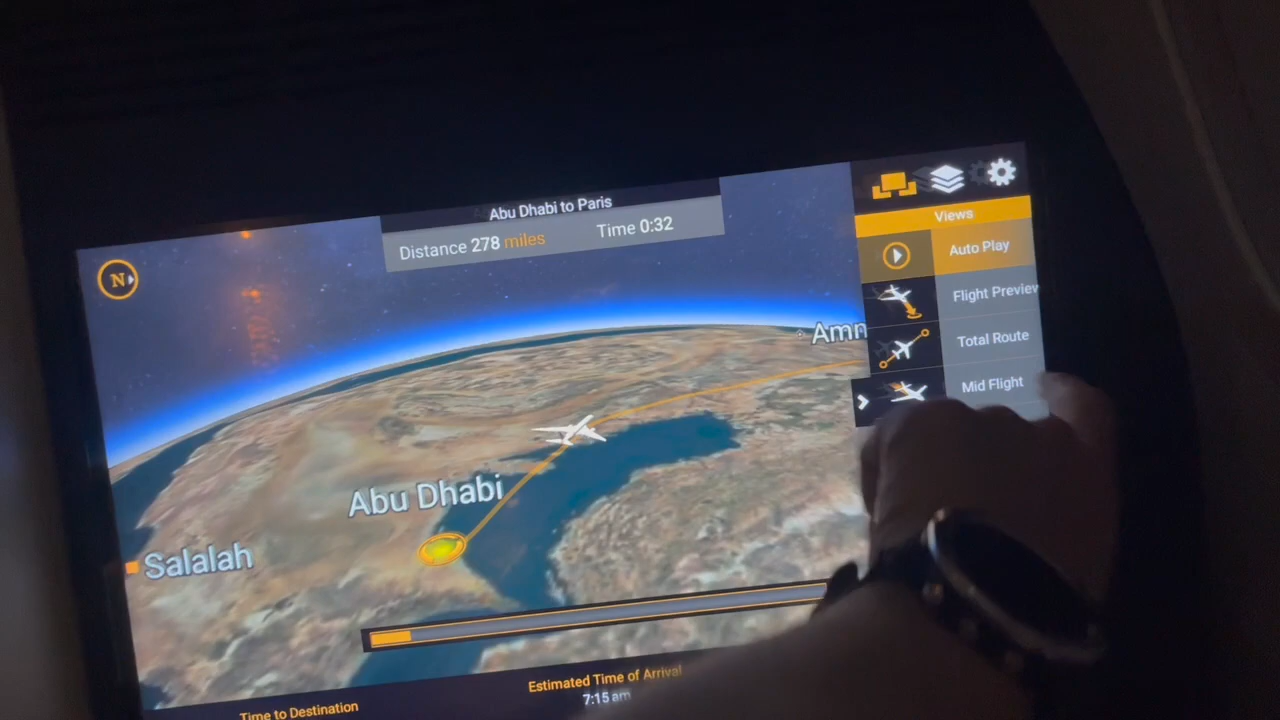 Abu Dhabi to Paris
Distance 278 miles
Time 0:32
N
Views
Auto Play
Flight Preview
Total Route
Mid Flight
Amm
Abu Dhabi
Salalah
Estimated Time of Arrival
7:15 am
Time to Destination